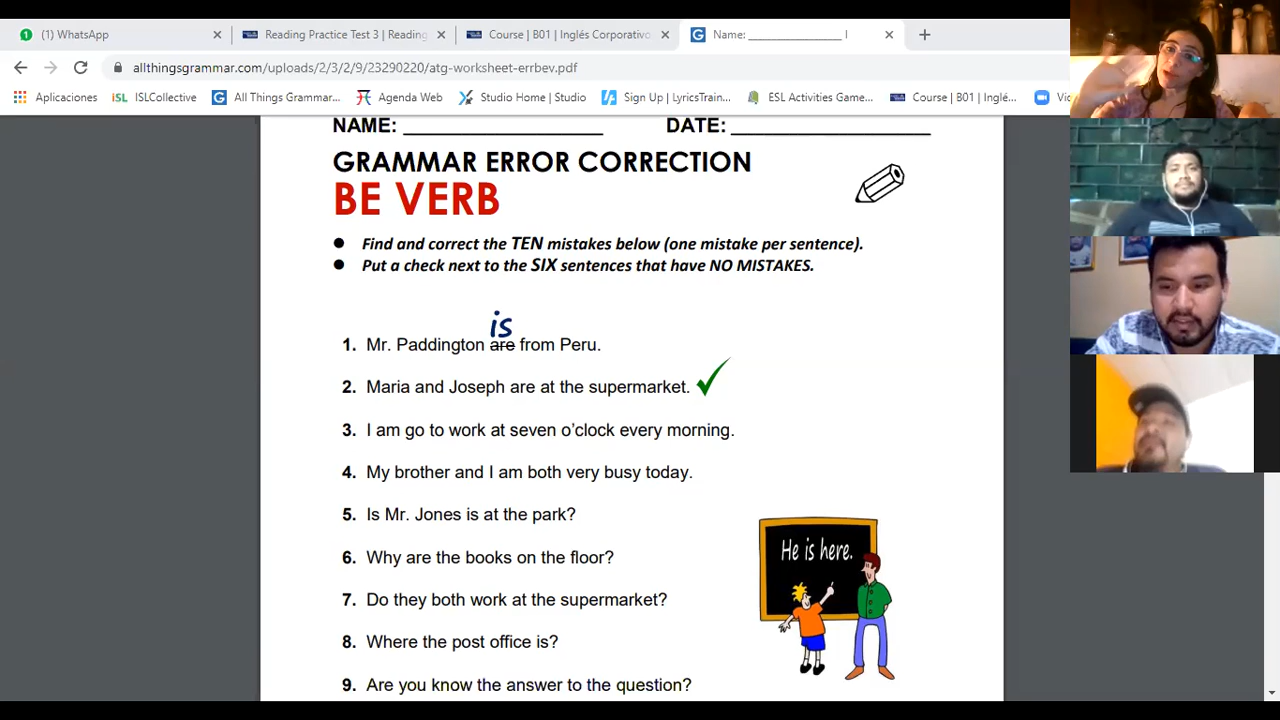 1
(1) WhatsApp
Reading Practice Test 3 | Reading
Course | B01 | Inglés Corporativo
G
Name: __________________ |
allthingsgrammar.com/uploads/2/3/2/9/23290220/atg-worksheet-errbev.pdf
Aplicaciones
iSL
ISLCollective
G
All Things Grammar...
Agenda Web
Studio Home | Studio
Sign Up | LyricsTrain...
ESL Activities Game...
Course | B01 | Inglé...
NAME: ____________________ DATE: ____________________
GRAMMAR ERROR CORRECTION
BE VERB
● Find and correct the TEN mistakes below (one mistake per sentence).
● Put a check next to the SIX sentences that have NO MISTAKES.
is
1. Mr. Paddington are from Peru.
2. Maria and Joseph are at the supermarket. ✓
3. I am go to work at seven o’clock every morning.
4. My brother and I am both very busy today.
5. Is Mr. Jones is at the park?
6. Why are the books on the floor?
7. Do they both work at the supermarket?
8. Where the post office is?
9. Are you know the answer to the question?
He is here.